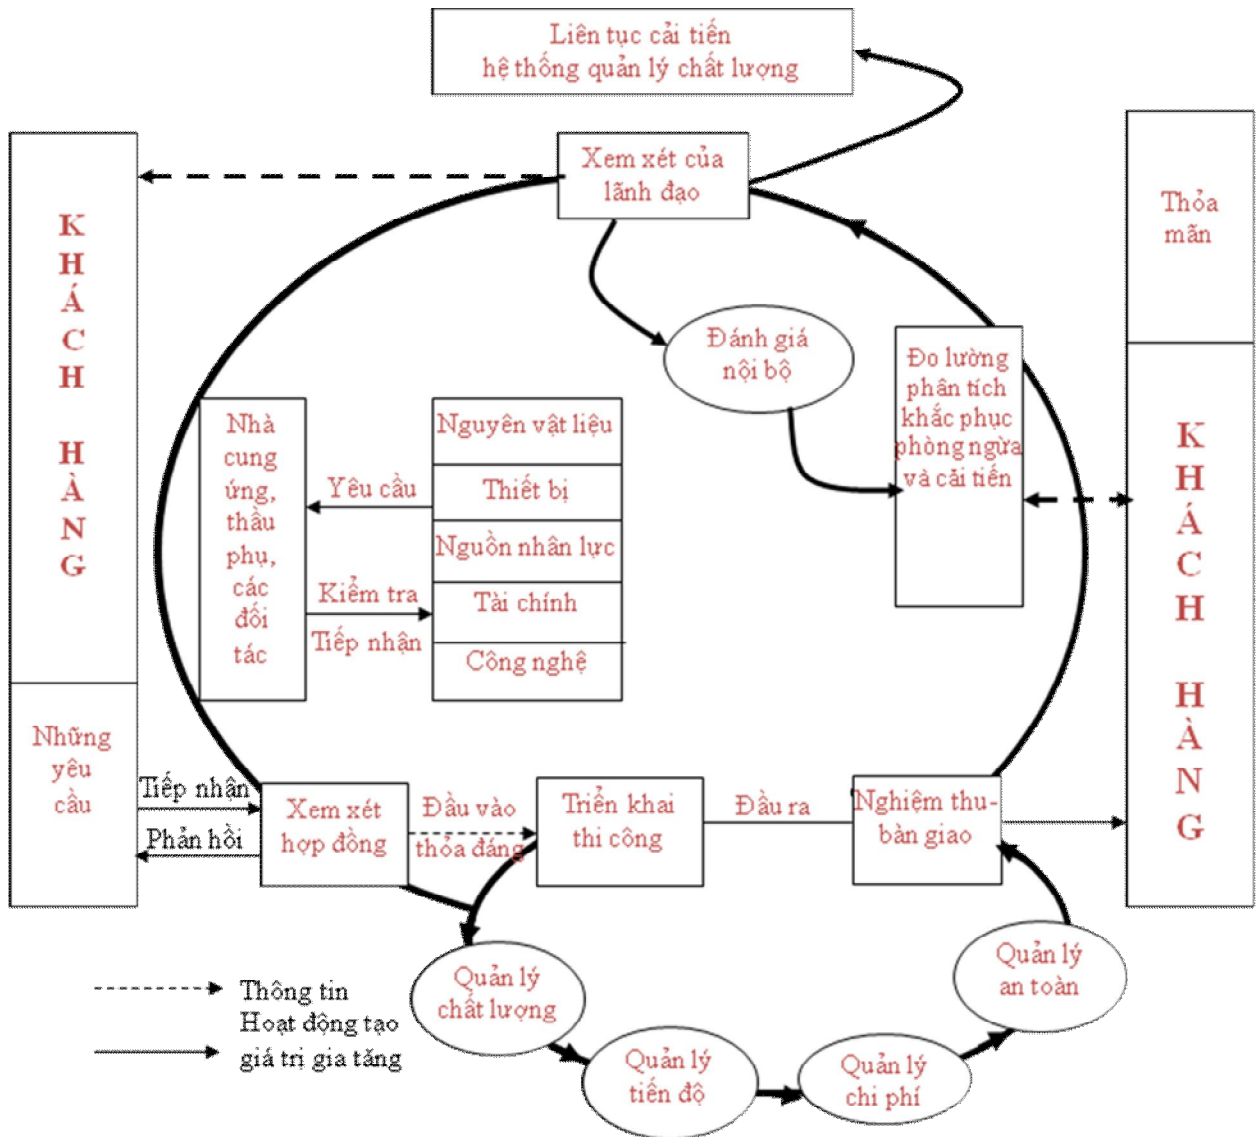 Liên tục cải tiến
hệ thống quản lý chất lượng
Xem xét của
lãnh đạo
KHÁCH HÀNG
Thỏa
mãn
Đánh giá
nội bộ
Đo lường
phân tích
khắc phục
phòng ngừa
và cải tiến
Nhà
cung
ứng,
thầu
phụ,
các
đối
tác
Yêu cầu
Kiểm tra
Tiếp nhận
Nguyên vật liệu
Thiết bị
Nguồn nhân lực
Tài chính
Công nghệ
KHÁCH HÀNG
Những
yêu
cầu
Tiếp nhận
Phản hồi
Xem xét
hợp đồng
Đầu vào
thỏa đáng
Triển khai
thi công
Đầu ra
Nghiệm thu-
bàn giao
Quản lý
chất lượng
Quản lý
tiến độ
Quản lý
chi phí
Quản lý
an toàn
Thông tin
Hoạt động tạo
giá trị gia tăng